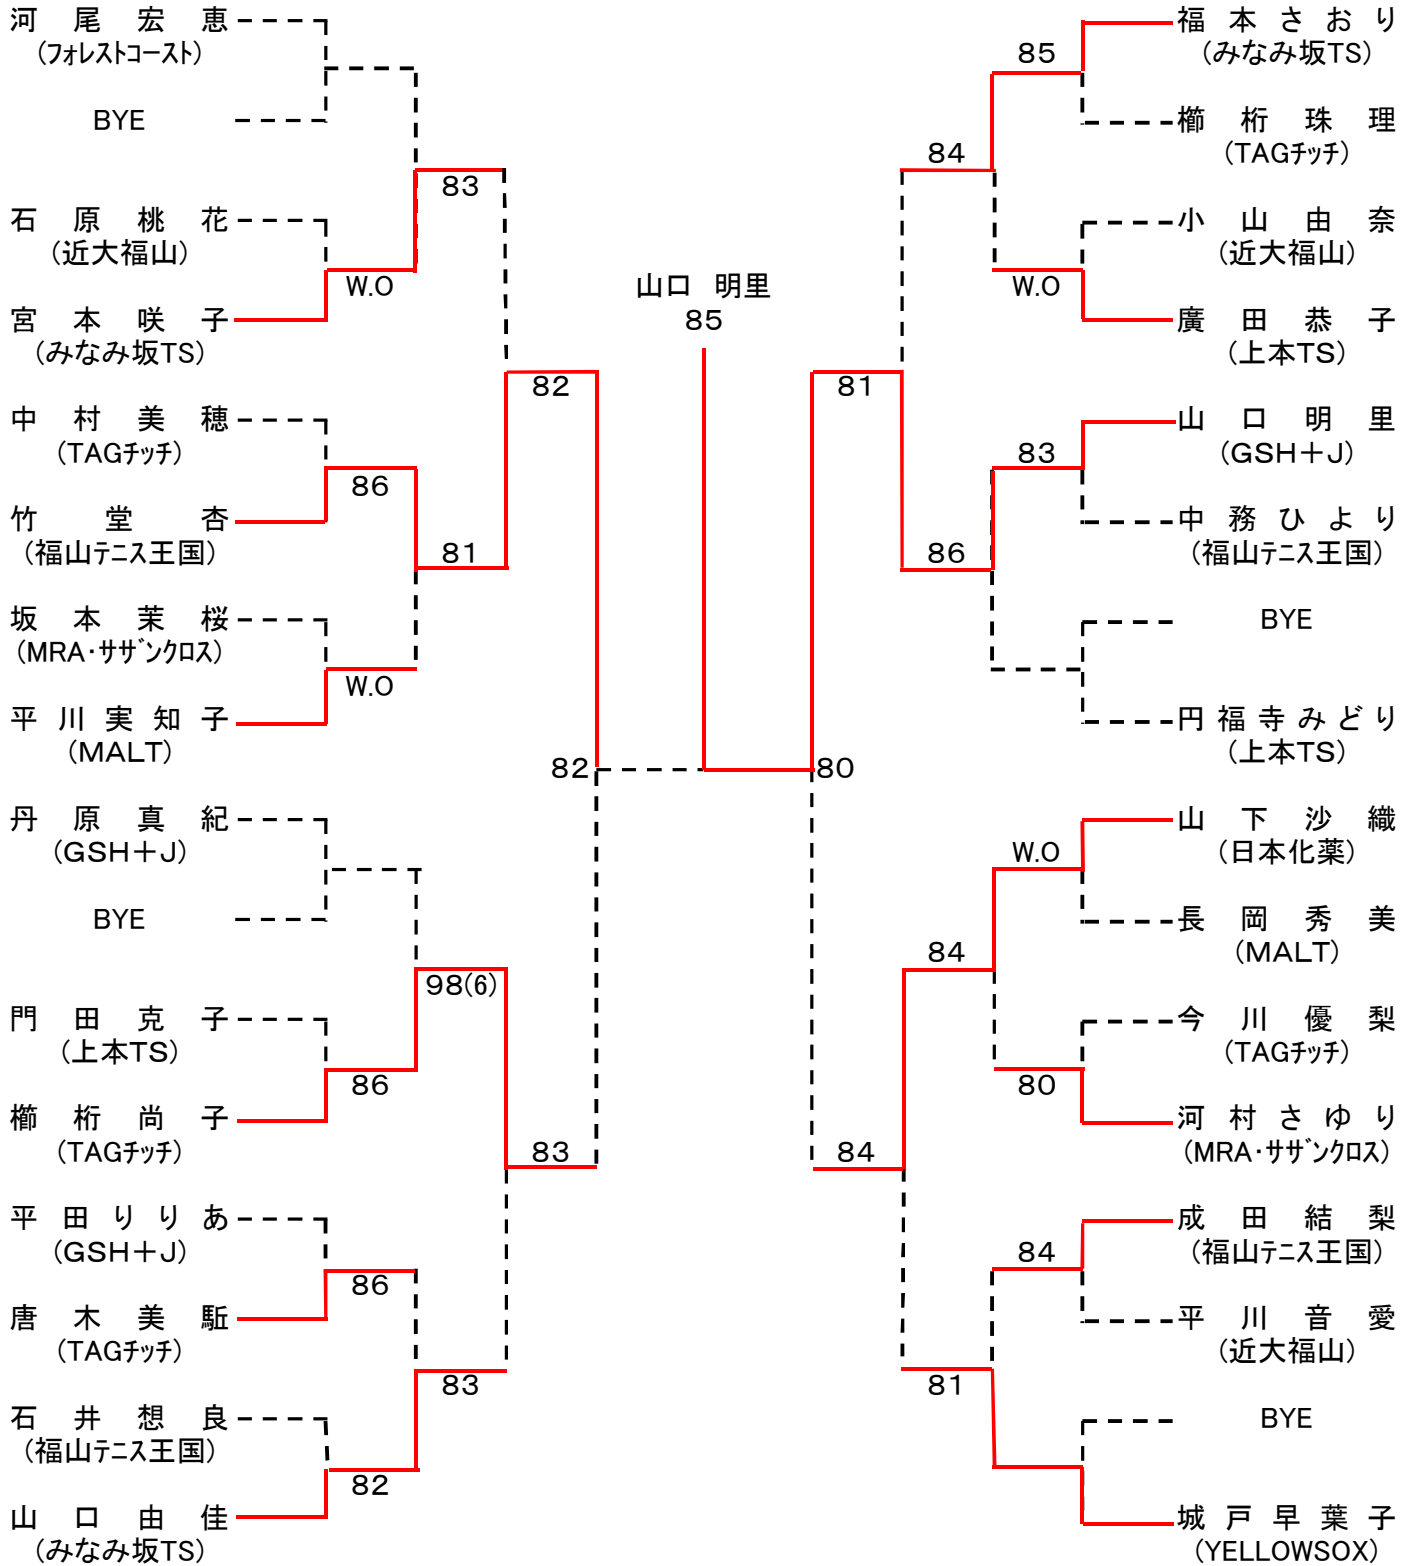 河尾宏恵
(フォレストコースト)
BYE
83
石原桃花
(近大福山)
W.O
宮本咲子
(みなみ坂TS)
82
中村美穂
(TAGチッチ)
86
竹堂杏
(福山テニス王国)
81
坂本茉桜
(MRA・サザンクロス)
W.O
平川実知子
(MALT)
82
丹原真紀
(GSH+J)
BYE
98(6)
門田克子
(上本TS)
86
櫛桁尚子
(TAGチッチ)
83
平田りりあ
(GSH+J)
86
唐木美駈
(TAGチッチ)
83
石井想良
(福山テニス王国)
82
山口由佳
(みなみ坂TS)
山口 明里
85
福本さおり
(みなみ坂TS)
85
櫛桁珠理
(TAGチッチ)
84
小山由奈
(近大福山)
W.O
廣田恭子
(上本TS)
81
山口明里
(GSH+J)
83
中務ひより
(福山テニス王国)
86
BYE
円福寺みどり
(上本TS)
80
山下沙織
(日本化薬)
W.O
長岡秀美
(MALT)
84
今川優梨
(TAGチッチ)
80
河村さゆり
(MRA・サザンクロス)
84
成田結梨
(福山テニス王国)
84
平川音愛
(近大福山)
81
BYE
城戸早葉子
(YELLOWSOX)